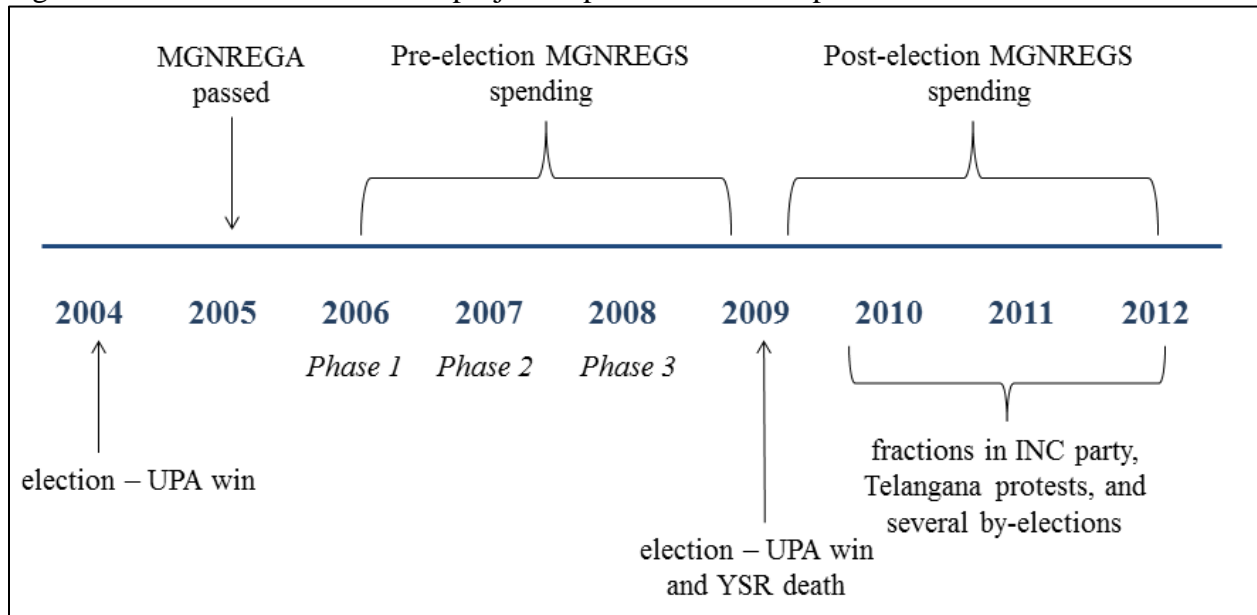 MGNREGA
passed
Pre-election MGNREGS
spending
Post-election MGNREGS
spending
2004 2005 2006 2007 2008 2009 2010 2011 2012
Phase 1 Phase 2 Phase 3
election – UPA win
election – UPA win
and YSR death
fractions in INC party,
Telangana protests, and
several by-elections